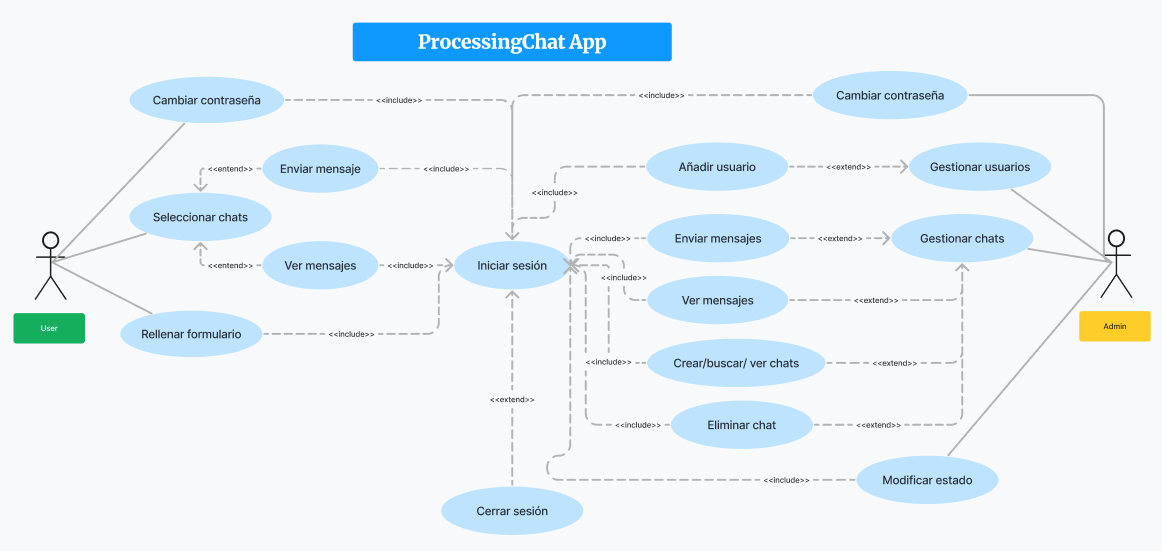 ProcessingChat App
Cambiar contraseña
<<include>>
<<include>>
Cambiar contraseña
<<entend>>
Enviar mensaje
<<include>>
Añadir usuario
<<extend>>
Gestionar usuarios
<<include>>
Seleccionar chats
<<include>>
Enviar mensajes
<<extend>>
Gestionar chats
<<entend>>
Ver mensajes
<<include>>
Iniciar sesión
<<include>>
Ver mensajes
<<extend>>
User
Admin
Rellenar formulario
<<include>>
<<include>>
Crear/buscar/ ver chats
<<extend>>
<<extend>>
<<include>>
Eliminar chat
<<extend>>
<<include>>
Modificar estado
Cerrar sesión